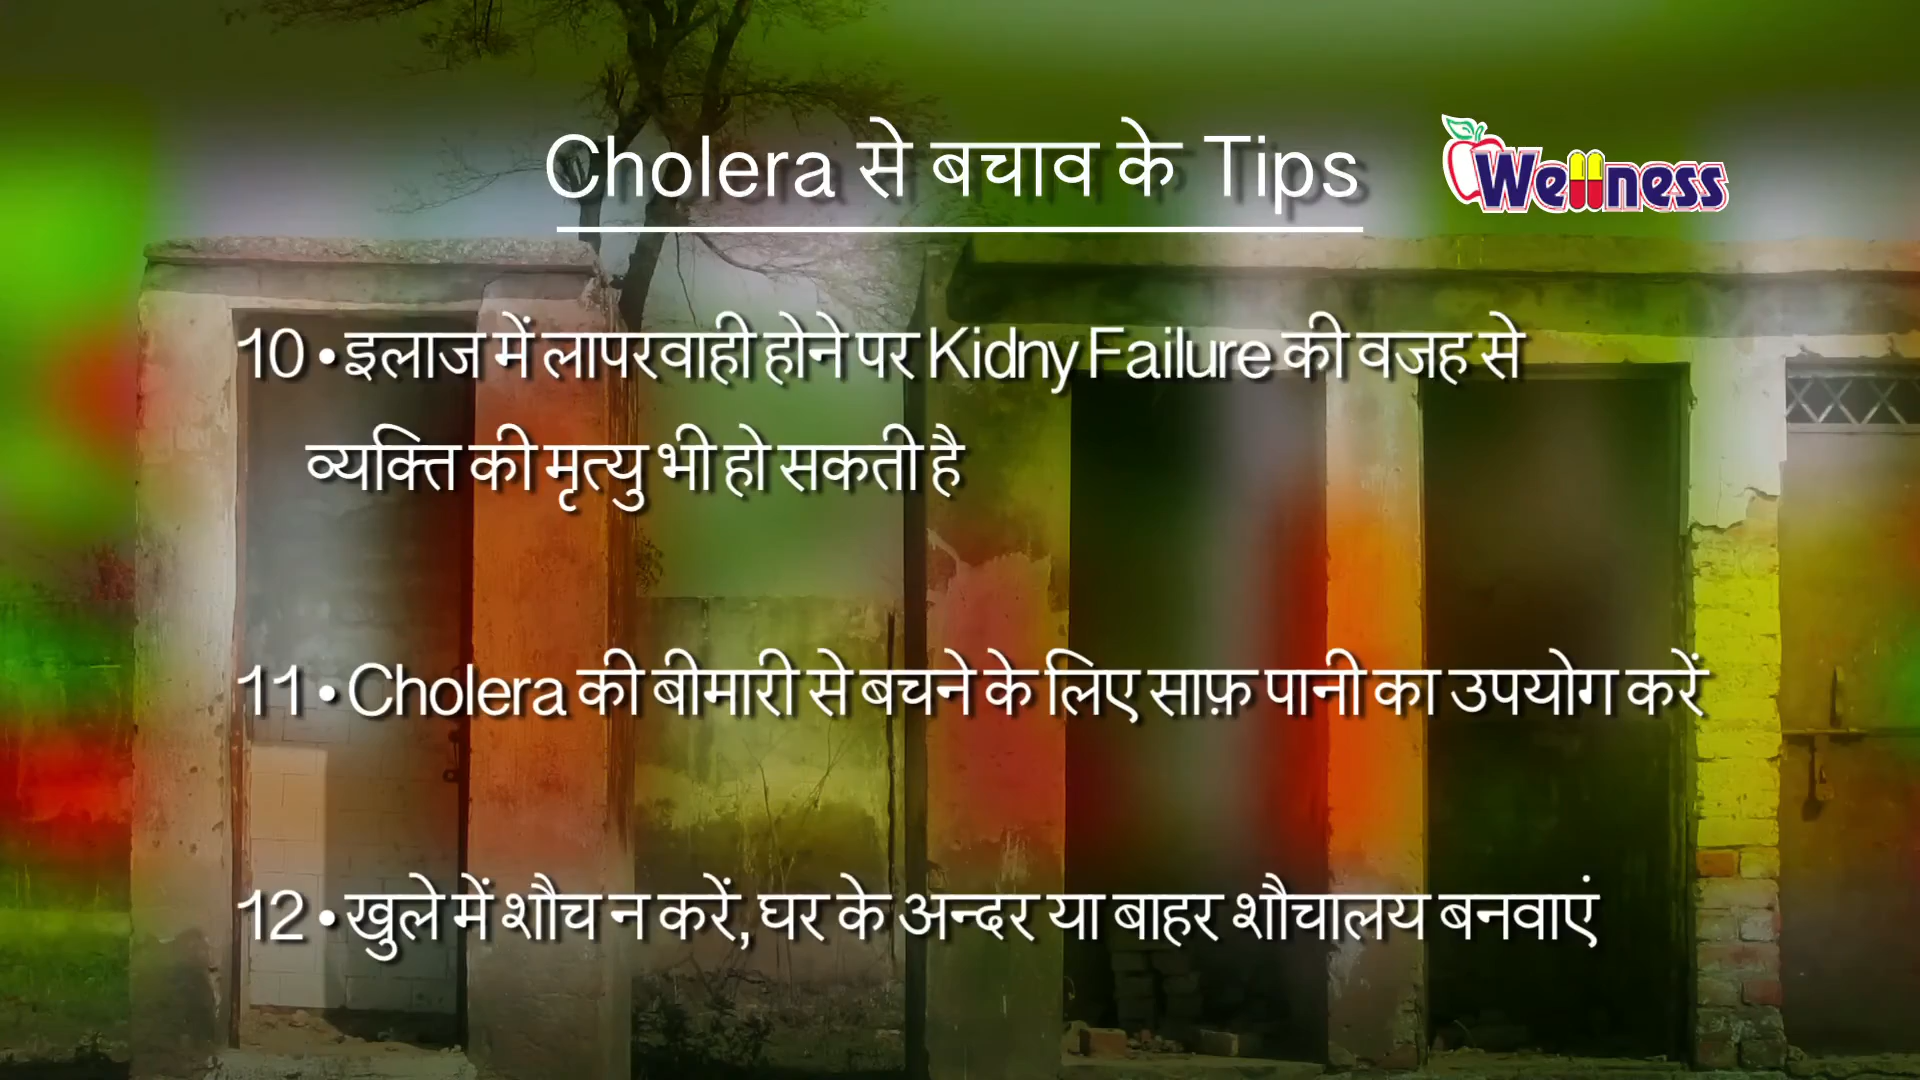 Cholera से बचाव के Tips
Wellness
10•इलाज में लापरवाही होने पर Kidny Failure की वजह से
व्यक्ति की मृत्यु भी हो सकती है
11•Cholera की बीमारी से बचने के लिए साफ़ पानी का उपयोग करें
12•खुले में शौच न करें, घर के अन्दर या बाहर शौचालय बनवाएं